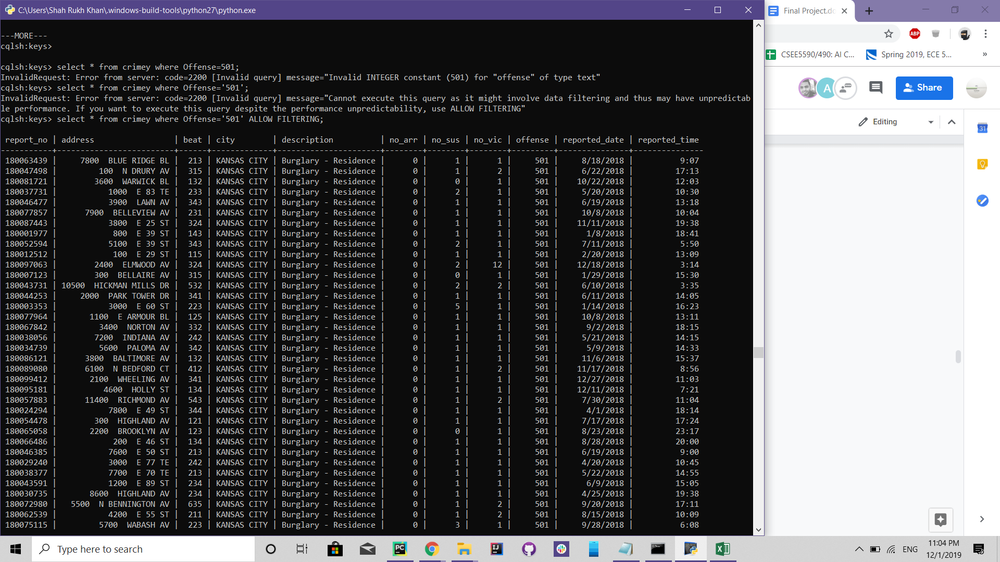 C:\Users\Shah Rukh Khan\.windows-build-tools\python27\python.exe
---MORE---
cqlsh:keys>
cqlsh:keys> select * from crimey where Offense=501;
InvalidRequest: Error from server: code=2200 [Invalid query] message="Invalid INTEGER constant (501) for "offense" of type text"
cqlsh:keys> select * from crimey where Offense='501';
InvalidRequest: Error from server: code=2200 [Invalid query] message="Cannot execute this query as it might involve data filtering and thus may have unpredictab
le performance. If you want to execute this query despite the performance unpredictability, use ALLOW FILTERING"
cqlsh:keys> select * from crimey where Offense='501' ALLOW FILTERING;
report_no | address | beat | city | description | no_arr | no_sus | no_vic | offense | reported_date | reported_time
180063439 | 7800  BLUE RIDGE BL | 213 | KANSAS CITY | Burglary - Residence | 0 | 1 | 1 | 501 | 8/18/2018 | 9:07
180047498 | 100  N DRURY AV | 315 | KANSAS CITY | Burglary - Residence | 0 | 1 | 2 | 501 | 6/22/2018 | 17:13
180081721 | 3600  WARWICK BL | 132 | KANSAS CITY | Burglary - Residence | 0 | 0 | 1 | 501 | 10/22/2018 | 12:03
180037731 | 1000  E 83 TE | 233 | KANSAS CITY | Burglary - Residence | 0 | 2 | 1 | 501 | 5/20/2018 | 10:30
180046477 | 3900  LAWN AV | 343 | KANSAS CITY | Burglary - Residence | 0 | 1 | 1 | 501 | 6/19/2018 | 13:18
180077857 | 7900  BELLEVIEW AV | 231 | KANSAS CITY | Burglary - Residence | 0 | 1 | 1 | 501 | 10/8/2018 | 10:04
180087443 | 3800  E 25 ST | 324 | KANSAS CITY | Burglary - Residence | 0 | 1 | 1 | 501 | 11/11/2018 | 19:38
180001977 | 800  E 39 ST | 143 | KANSAS CITY | Burglary - Residence | 0 | 1 | 1 | 501 | 1/8/2018 | 18:41
180052594 | 5100  E 39 ST | 343 | KANSAS CITY | Burglary - Residence | 0 | 2 | 1 | 501 | 7/11/2018 | 5:50
180012512 | 100  E 29 ST | 115 | KANSAS CITY | Burglary - Residence | 0 | 1 | 1 | 501 | 2/20/2018 | 13:09
180097063 | 2400  ELMWOOD AV | 324 | KANSAS CITY | Burglary - Residence | 0 | 2 | 12 | 501 | 12/18/2018 | 3:14
180007123 | 300  BELLAIRE AV | 315 | KANSAS CITY | Burglary - Residence | 0 | 0 | 1 | 501 | 1/29/2018 | 15:30
180043731 | 10500  HICKMAN MILLS DR | 532 | KANSAS CITY | Burglary - Residence | 0 | 2 | 2 | 501 | 6/10/2018 | 3:35
180044253 | 2000  PARK TOWER DR | 341 | KANSAS CITY | Burglary - Residence | 0 | 1 | 1 | 501 | 6/11/2018 | 14:05
180003353 | 3000  E 60 ST | 223 | KANSAS CITY | Burglary - Residence | 0 | 5 | 1 | 501 | 1/14/2018 | 16:23
180077964 | 1100  E ARMOUR BL | 125 | KANSAS CITY | Burglary - Residence | 0 | 1 | 1 | 501 | 10/8/2018 | 13:11
180067842 | 3400  NORTON AV | 332 | KANSAS CITY | Burglary - Residence | 0 | 1 | 1 | 501 | 9/2/2018 | 18:15
180038056 | 7200  INDIANA AV | 242 | KANSAS CITY | Burglary - Residence | 0 | 1 | 1 | 501 | 5/21/2018 | 14:15
180034739 | 5600  PALOMA AV | 342 | KANSAS CITY | Burglary - Residence | 0 | 1 | 1 | 501 | 5/9/2018 | 14:33
180086121 | 3800  BALTIMORE AV | 132 | KANSAS CITY | Burglary - Residence | 0 | 1 | 1 | 501 | 11/6/2018 | 15:37
180089080 | 6100  N BEDFORD CT | 412 | KANSAS CITY | Burglary - Residence | 0 | 1 | 2 | 501 | 11/17/2018 | 8:56
180099412 | 2100  WHEELING AV | 341 | KANSAS CITY | Burglary - Residence | 0 | 1 | 1 | 501 | 12/27/2018 | 11:03
180095181 | 4600  HOLLY ST | 134 | KANSAS CITY | Burglary - Residence | 0 | 1 | 1 | 501 | 12/11/2018 | 7:21
180057883 | 11400  RICHMOND AV | 543 | KANSAS CITY | Burglary - Residence | 0 | 1 | 2 | 501 | 7/30/2018 | 11:04
180024294 | 7800  E 49 ST | 344 | KANSAS CITY | Burglary - Residence | 0 | 1 | 1 | 501 | 4/1/2018 | 18:14
180054478 | 300  HIGHLAND AV | 121 | KANSAS CITY | Burglary - Residence | 0 | 1 | 1 | 501 | 7/17/2018 | 17:24
180065058 | 2200  BROOKLYN AV | 123 | KANSAS CITY | Burglary - Residence | 0 | 0 | 1 | 501 | 8/23/2018 | 23:17
180066486 | 200  E 46 ST | 134 | KANSAS CITY | Burglary - Residence | 0 | 1 | 1 | 501 | 8/28/2018 | 20:00
180046385 | 7600  E 50 ST | 213 | KANSAS CITY | Burglary - Residence | 0 | 1 | 1 | 501 | 6/19/2018 | 9:00
180029240 | 3000  E 77 TE | 242 | KANSAS CITY | Burglary - Residence | 0 | 1 | 1 | 501 | 4/20/2018 | 10:45
180038377 | 7700  E 70 TE | 213 | KANSAS CITY | Burglary - Residence | 0 | 1 | 1 | 501 | 5/22/2018 | 14:55
180043591 | 1200  E 89 ST | 234 | KANSAS CITY | Burglary - Residence | 0 | 1 | 1 | 501 | 6/9/2018 | 15:05
180030735 | 8600  HIGHLAND AV | 234 | KANSAS CITY | Burglary - Residence | 0 | 1 | 1 | 501 | 4/25/2018 | 19:38
180072980 | 5500  N BENNINGTON AV | 635 | KANSAS CITY | Burglary - Residence | 0 | 1 | 2 | 501 | 9/20/2018 | 17:11
180062539 | 4200  E 55 ST | 211 | KANSAS CITY | Burglary - Residence | 0 | 1 | 2 | 501 | 8/15/2018 | 10:09
180075115 | 5700  WABASH AV | 223 | KANSAS CITY | Burglary - Residence | 0 | 3 | 1 | 501 | 9/28/2018 | 6:08
Final Project.do
ABP
CSEE5590/490: AI C...
Spring 2019, ECE 5...
»
A
Share
Editing
31
Type here to search
PC
IJ
ENG
11:04 PM
12/1/2019